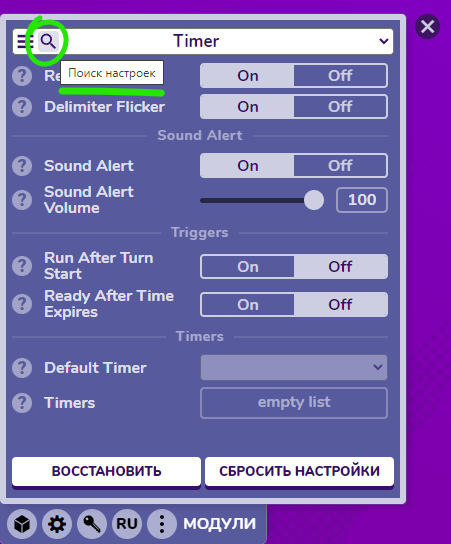 Timer
Re
Поиск настроек
Delimiter Flicker
On Off
On Off
Sound Alert
Sound Alert
On Off
Sound Alert
Volume
100
Triggers
Run After Turn
Start
On Off
Ready After Time
Expires
On Off
Timers
Default Timer
Timers
empty list
ВОССТАНОВИТЬ
СБРОСИТЬ НАСТРОЙКИ
RU
МОДУЛИ